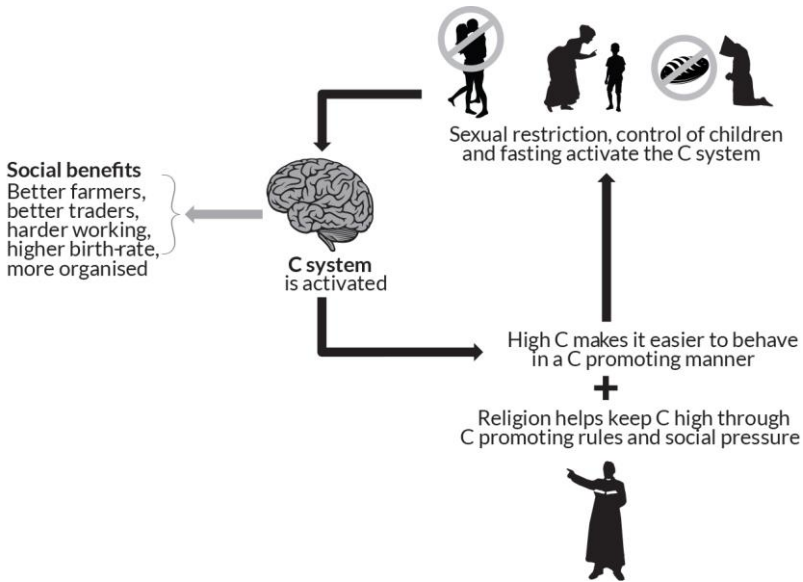 Sexual restriction, control of children
and fasting activate the C system
Social benefits
Better farmers,
better traders,
harder working,
higher birth-rate,
more organised
C system
is activated
High C makes it easier to behave
in a C promoting manner
+
Religion helps keep C high through
C promoting rules and social pressure